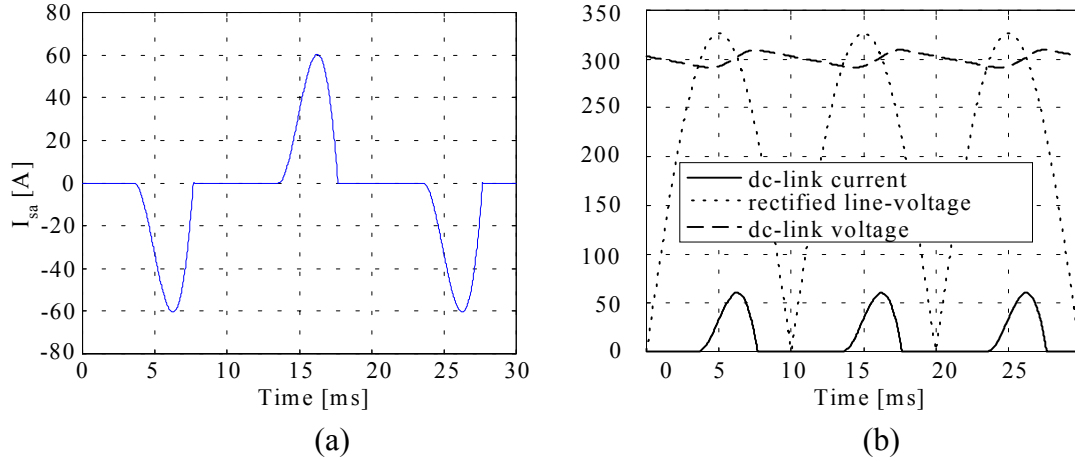 80
60
40
20
0
-20
-40
-60
-80
I_sa [A]
0 5 10 15 20 25 30
Time [ms]
(a)
350
300
250
200
350
100
150
50
0
dc-link current
rectified line-voltage
dc-link voltage
0 5 10 15 20 25
Time [ms]
(b)